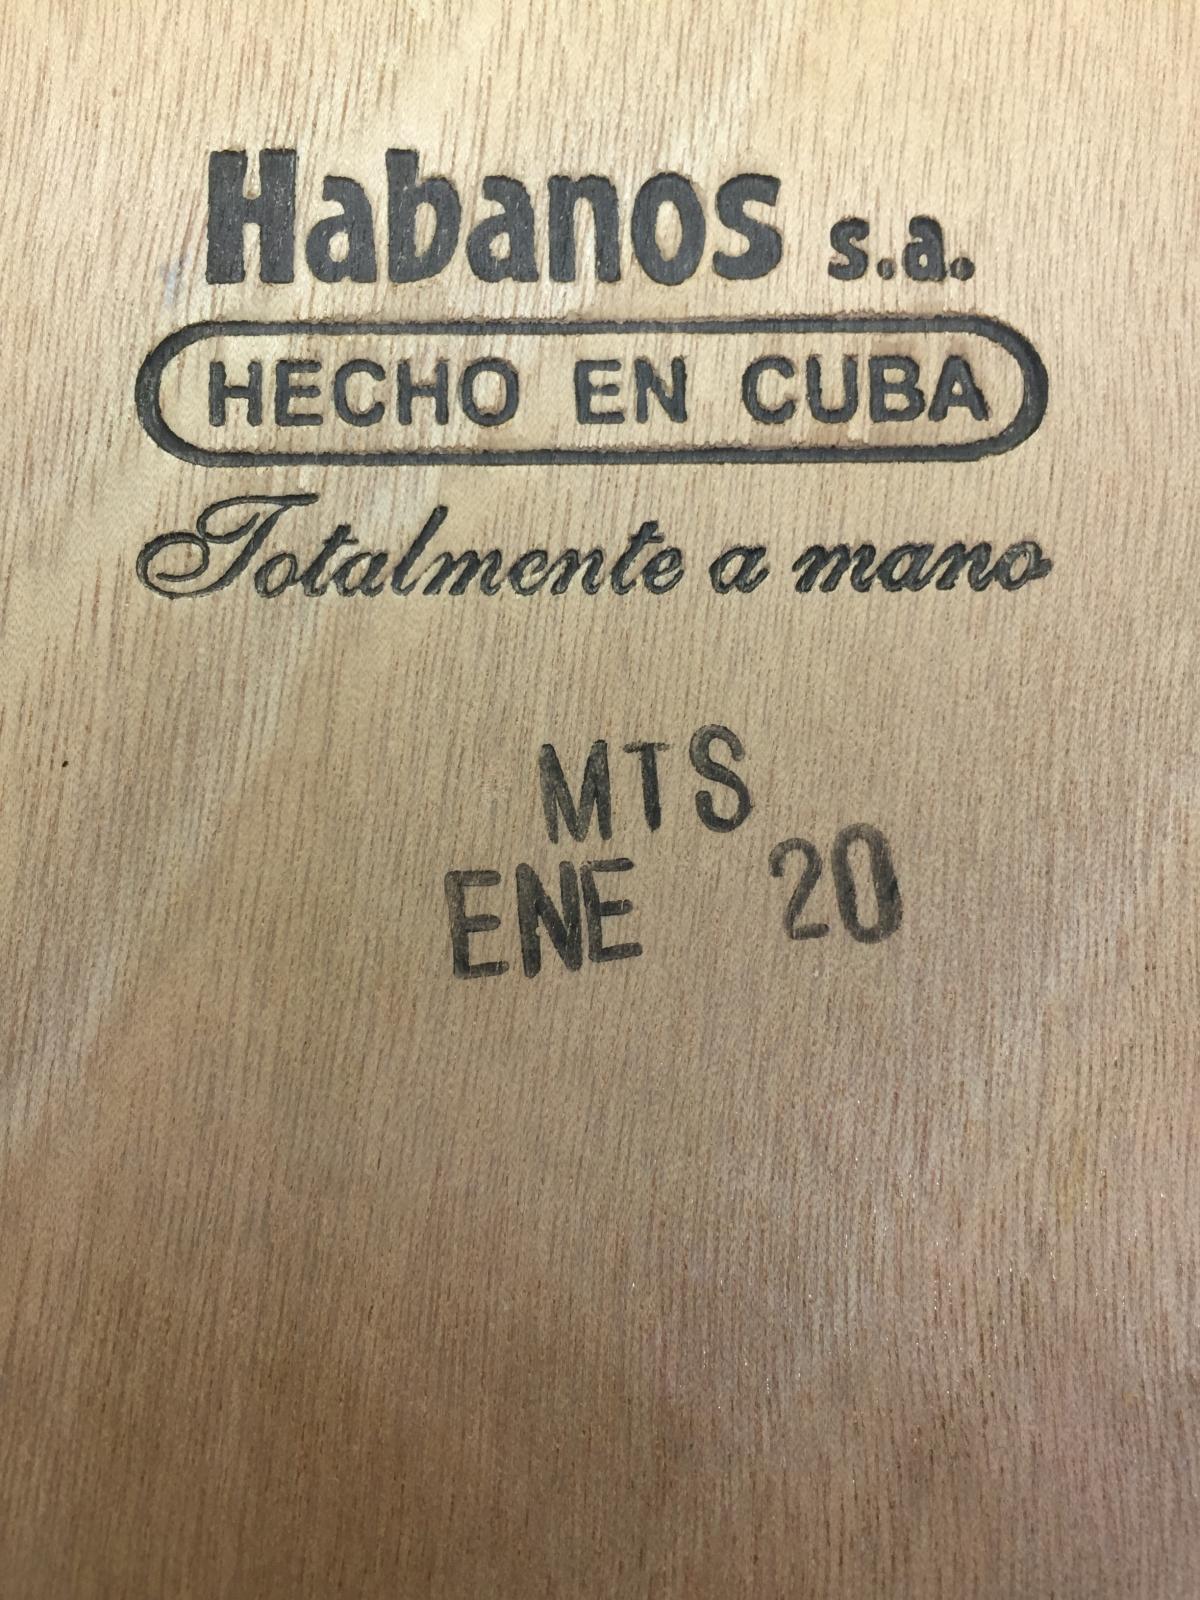 Habanos s.a.
HECHO EN CUBA
Totalmente a mano
MTS
ENE 20